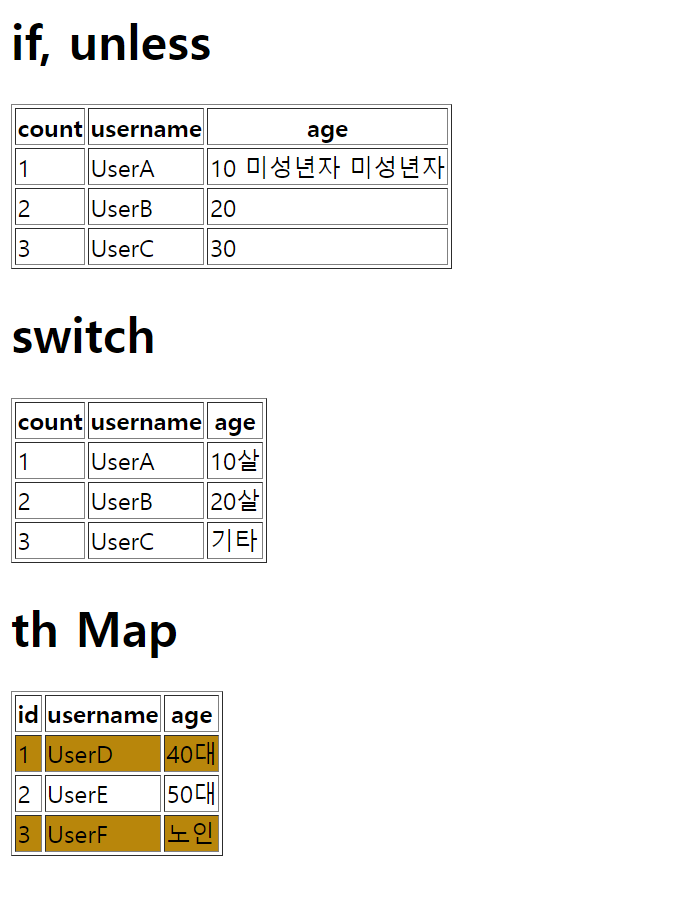 if, unless
count username age
1 UserA 10 미성년자 미성년자
2 UserB 20
3 UserC 30
switch
count username age
1 UserA 10살
2 UserB 20살
3 UserC 기타
th Map
id username age
1 UserD 40대
2 UserE 50대
3 UserF 노인